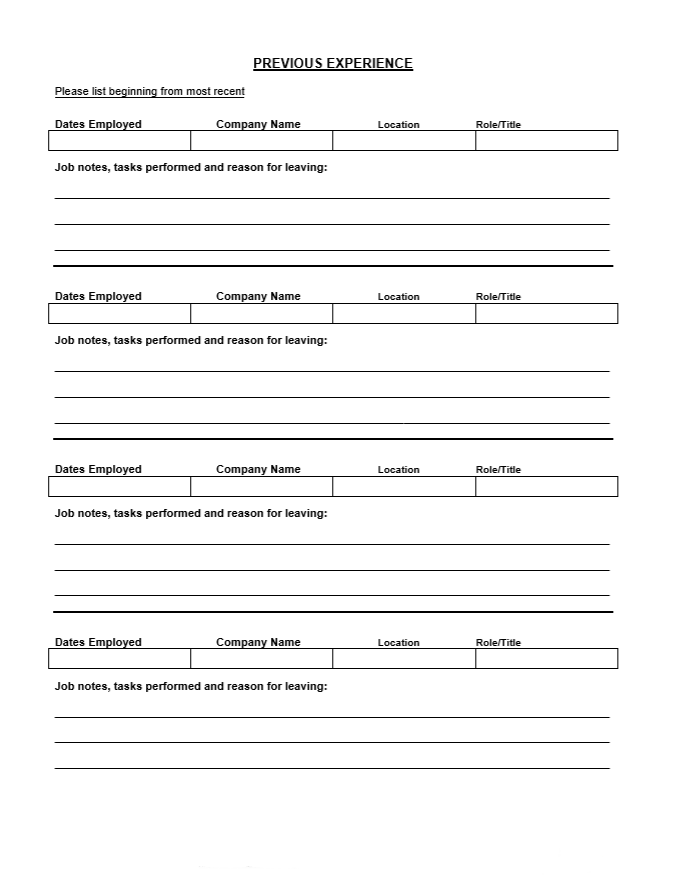 PREVIOUS EXPERIENCE
Please list beginning from most recent
Dates Employed Company Name Location Role/Title
Job notes, tasks performed and reason for leaving:
Dates Employed Company Name Location Role/Title
Job notes, tasks performed and reason for leaving:
Dates Employed Company Name Location Role/Title
Job notes, tasks performed and reason for leaving:
Dates Employed Company Name Location Role/Title
Job notes, tasks performed and reason for leaving: